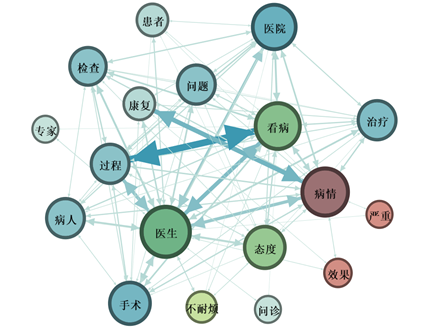 患者
医院
检查
问题
康复
看病
治疗
专家
过程
病情
严重
病人
医生
态度
效果
手术
不耐烦
问诊